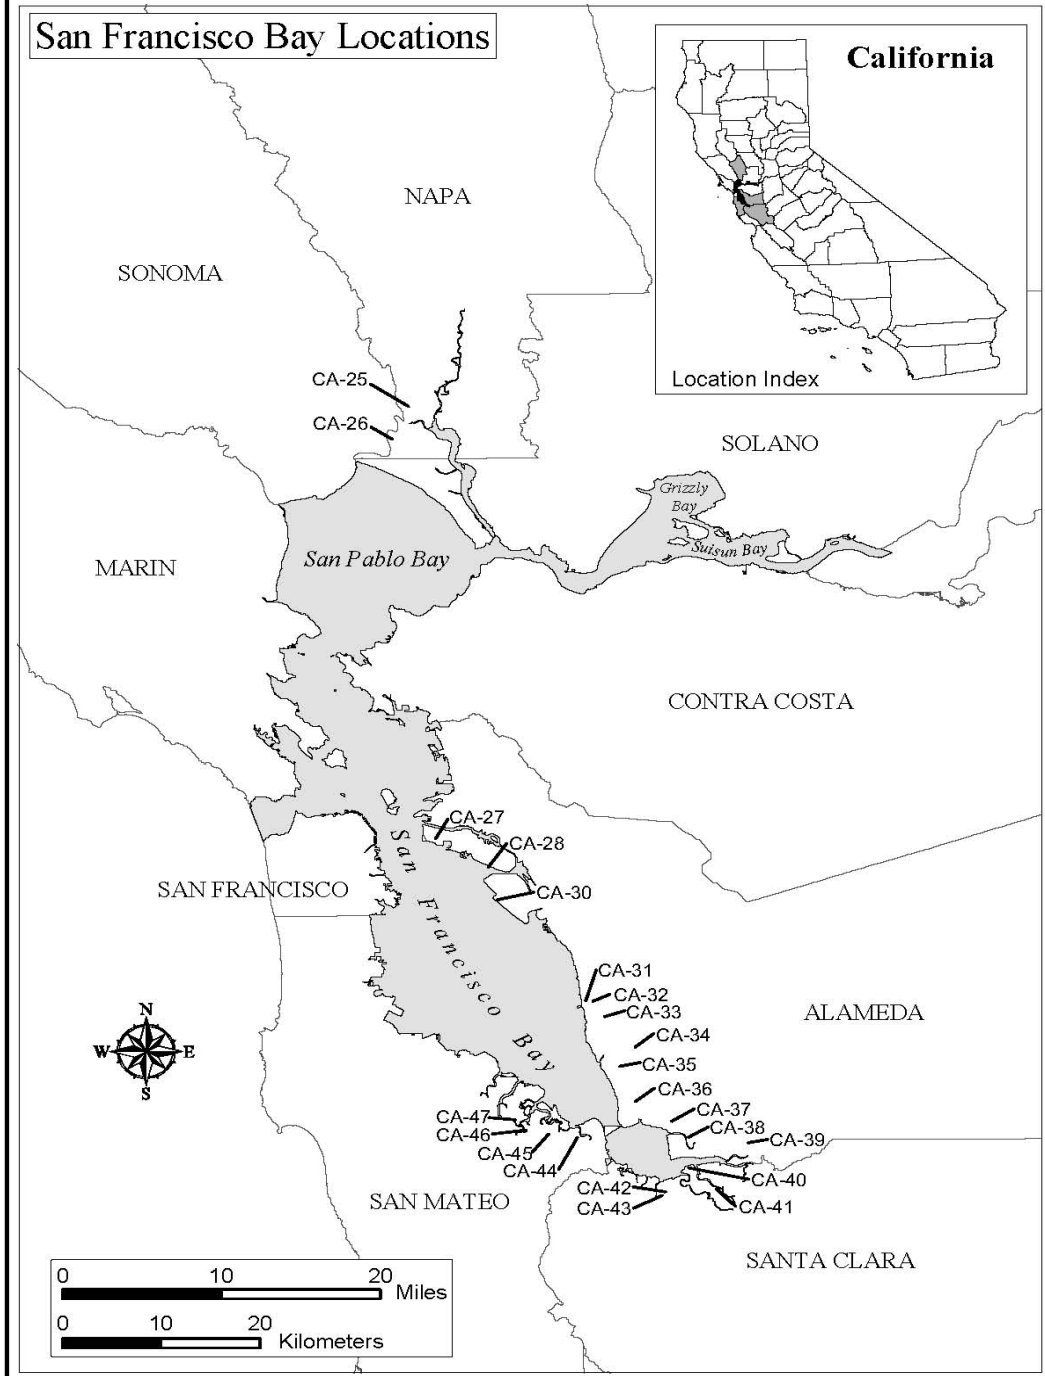 San Francisco Bay Locations
California
Location Index
NAPA
SONOMA
CA-25
CA-26
SOLANO
Grizzly
Bay
Suisun Bay
San Pablo Bay
MARIN
CONTRA COSTA
CA-27
CA-28
CA-30
SAN FRANCISCO
San Francisco Bay
CA-31
CA-32
CA-33
CA-34
CA-35
CA-36
CA-37
CA-38
CA-39
CA-40
CA-41
CA-42
CA-43
CA-44
CA-45
CA-46
CA-47
ALAMEDA
N
W E
S
SAN MATEO
SANTA CLARA
0 10 20
Miles
0 10 20
Kilometers